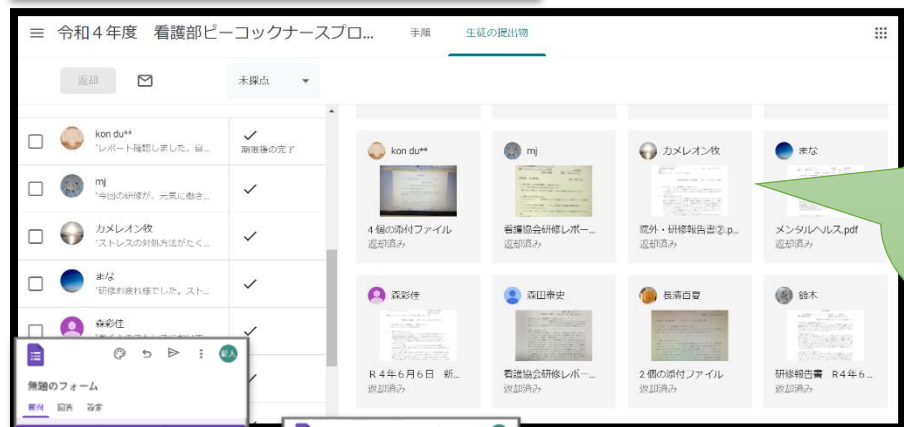 令和4年度　看護部ピーコックナースプロ...
手順
生徒の提出物
返却
未採点
kon du**
"レポート確認しました。自...
期限後の完了
mj
"今回の研修が、元気に働き...
カメレオン牧
"ストレスの対処方法がたく...
まな
"研修お疲れ様でした。スト...
森彩佳
kon du**
4 個の添付ファイル
返却済み
mj
看護協会研修レポー...
返却済み
カメレオン牧
院外・研修報告書②.p...
返却済み
まな
メンタルヘルス.pdf
返却済み
森彩佳
R４年６月６日　新...
返却済み
森田泰史
看護協会研修レポー...
返却済み
長濱百夏
2 個の添付ファイル
返却済み
鈴木
研修報告書　R４年６...
返却済み
新人
無題のフォーム
質問
回答
設定